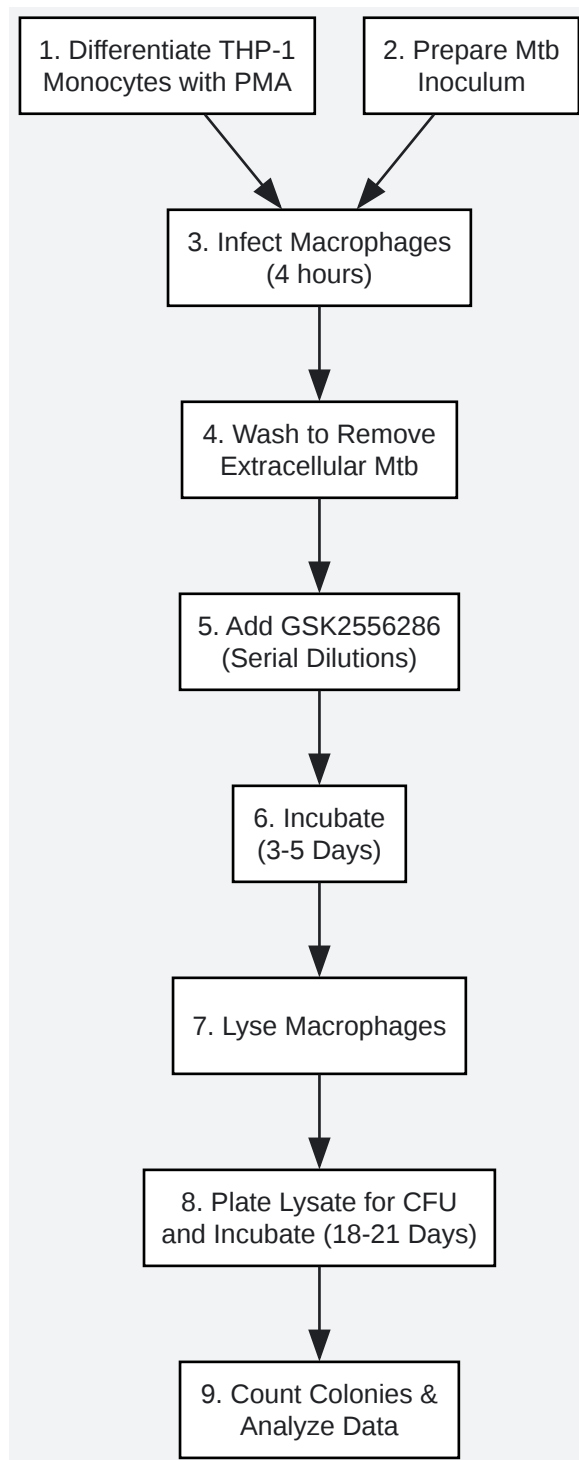 1. Differentiate THP-1
Monocytes with PMA
2. Prepare Mtb
Inoculum
3. Infect Macrophages
(4 hours)
4. Wash to Remove
Extracellular Mtb
5. Add GSK2556286
(Serial Dilutions)
6. Incubate
(3-5 Days)
7. Lyse Macrophages
8. Plate Lysate for CFU
and Incubate (18-21 Days)
9. Count Colonies &
Analyze Data